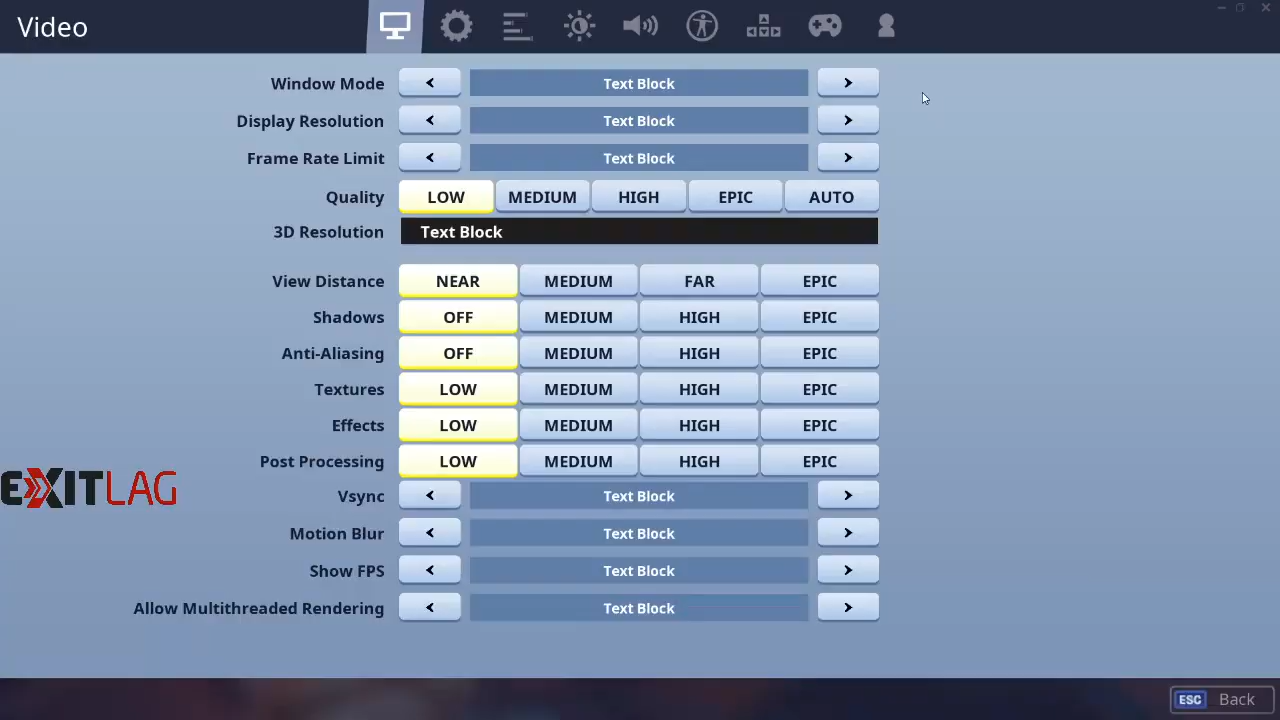 Video
Window Mode < Text Block >
Display Resolution < Text Block >
Frame Rate Limit < Text Block >
Quality LOW MEDIUM HIGH EPIC AUTO
3D Resolution Text Block
View Distance NEAR MEDIUM FAR EPIC
Shadows OFF MEDIUM HIGH EPIC
Anti-Aliasing OFF MEDIUM HIGH EPIC
Textures LOW MEDIUM HIGH EPIC
Effects LOW MEDIUM HIGH EPIC
Post Processing LOW MEDIUM HIGH EPIC
EXITLAG
Vsync < Text Block >
Motion Blur < Text Block >
Show FPS < Text Block >
Allow Multithreaded Rendering < Text Block >
ESC Back